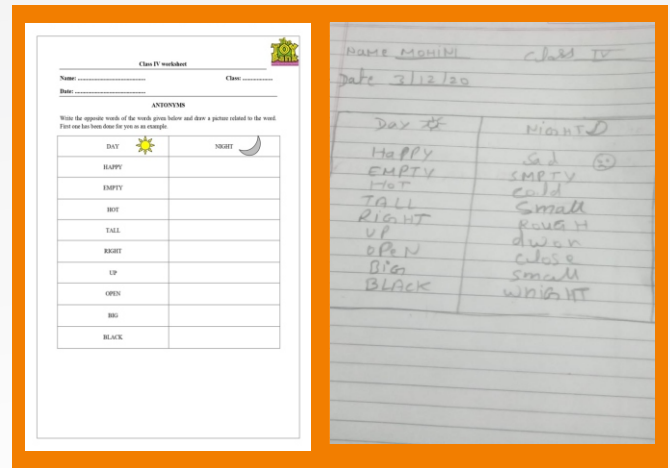 TOY Bank
Class IV worksheet
Name: ........................................ Class: ..................
Date: ........................................
ANTONYMS
Write the opposite words of the words given below and draw a picture related to the word.
First one has been done for you as an example.
DAY NIGHT
HAPPY
EMPTY
HOT
TALL
RIGHT
UP
OPEN
BIG
BLACK
NAME MOHINI Class IV
Date 3/12/20
Day NIGHT
HaPPY Sad
EMPTY SMPTY
HOT cold
TALL Small
RIGHT ROUGH
UP dwon
OPeN close
Big small
BLACK whIGHT